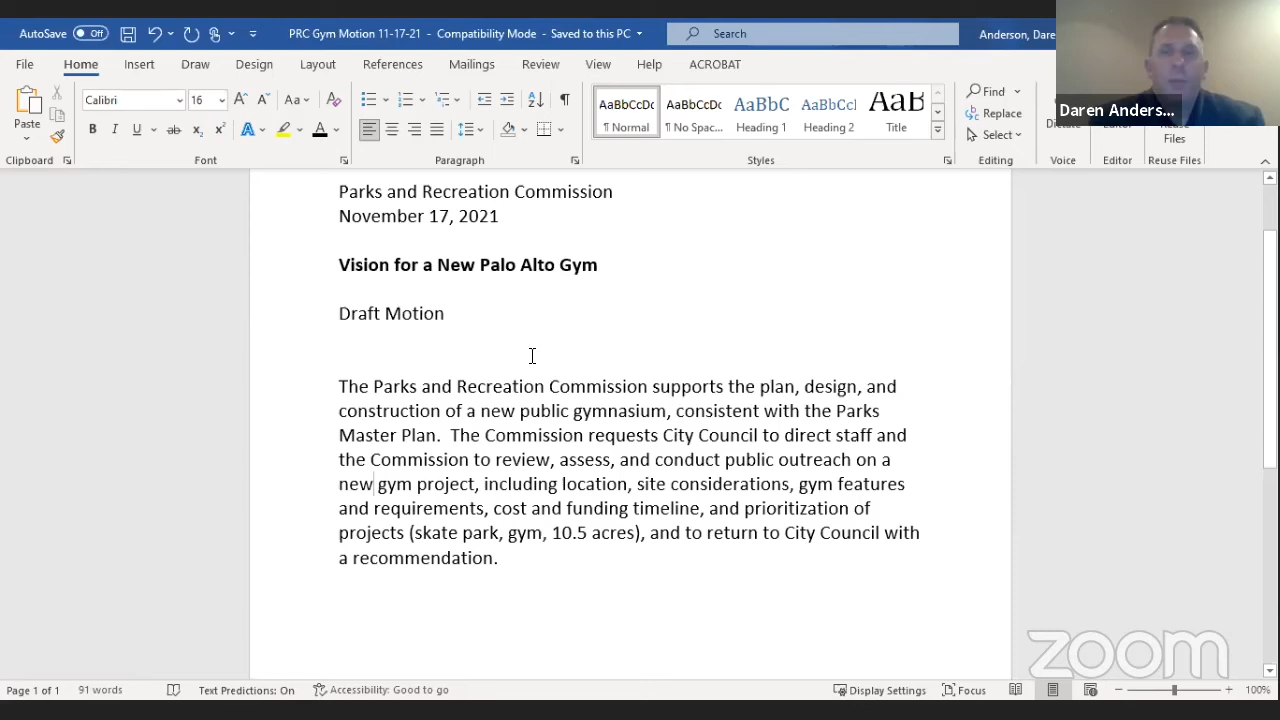 AutoSave Off PRC Gym Motion 11-17-21 - Compatibility Mode - Saved to this PC Search Anderson, Dare
File Home Insert Draw Design Layout References Mailings Review View Help ACROBAT
Daren Anders...
Paste
Calibri 16
Aa
B I U ab x₂ x² A A
AaBbCcDc AaBbCcDc AaBbC AaBbCcI AaB
¶ Normal ¶ No Spac... Heading 1 Heading 2 Title
Find
Replace
Select
Reuse Files
Clipboard Font Paragraph Styles Editing Voice Editor Reuse Files
Parks and Recreation Commission
November 17, 2021
Vision for a New Palo Alto Gym
Draft Motion
The Parks and Recreation Commission supports the plan, design, and
construction of a new public gymnasium, consistent with the Parks
Master Plan.  The Commission requests City Council to direct staff and
the Commission to review, assess, and conduct public outreach on a
new gym project, including location, site considerations, gym features
and requirements, cost and funding timeline, and prioritization of
projects (skate park, gym, 10.5 acres), and to return to City Council with
a recommendation.
zoom
Page 1 of 1 91 words Text Predictions: On Accessibility: Good to go Display Settings Focus 100%